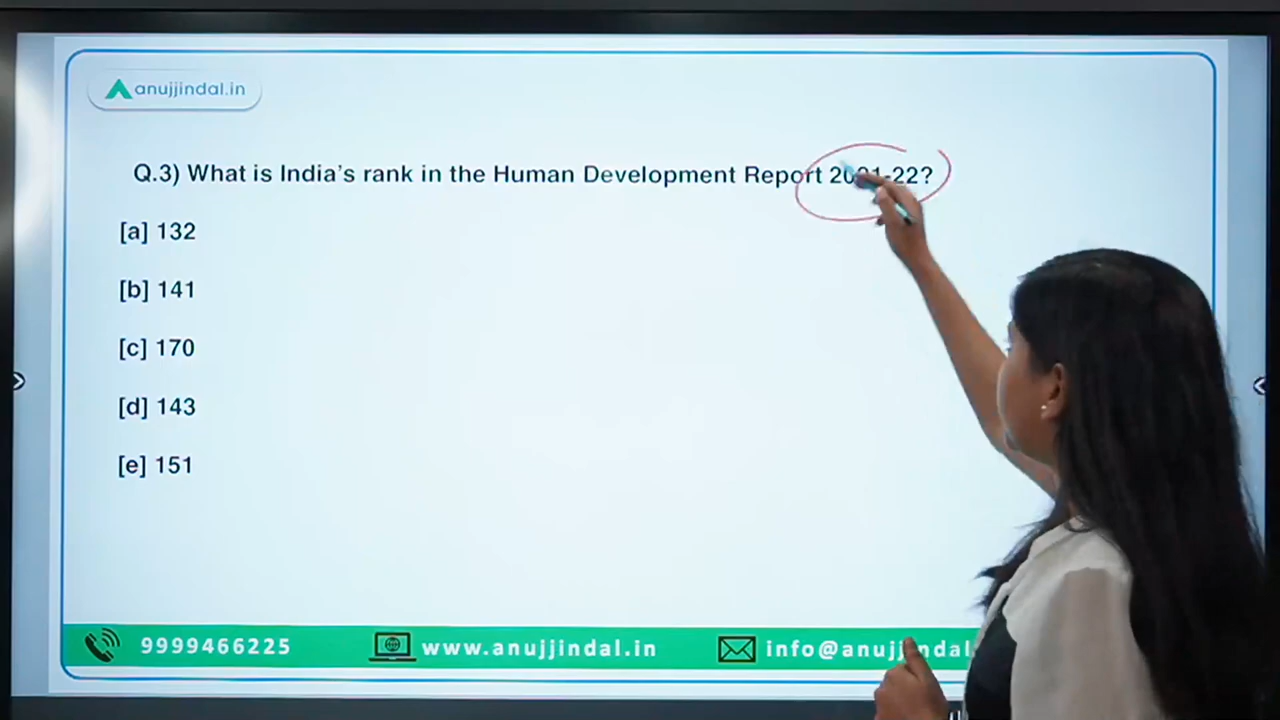 anujjindal.in
Q.3) What is India's rank in the Human Development Report 2021-22?
[a] 132
[b] 141
[c] 170
[d] 143
[e] 151
9999466225 www.anujjindal.in info@anujjindal